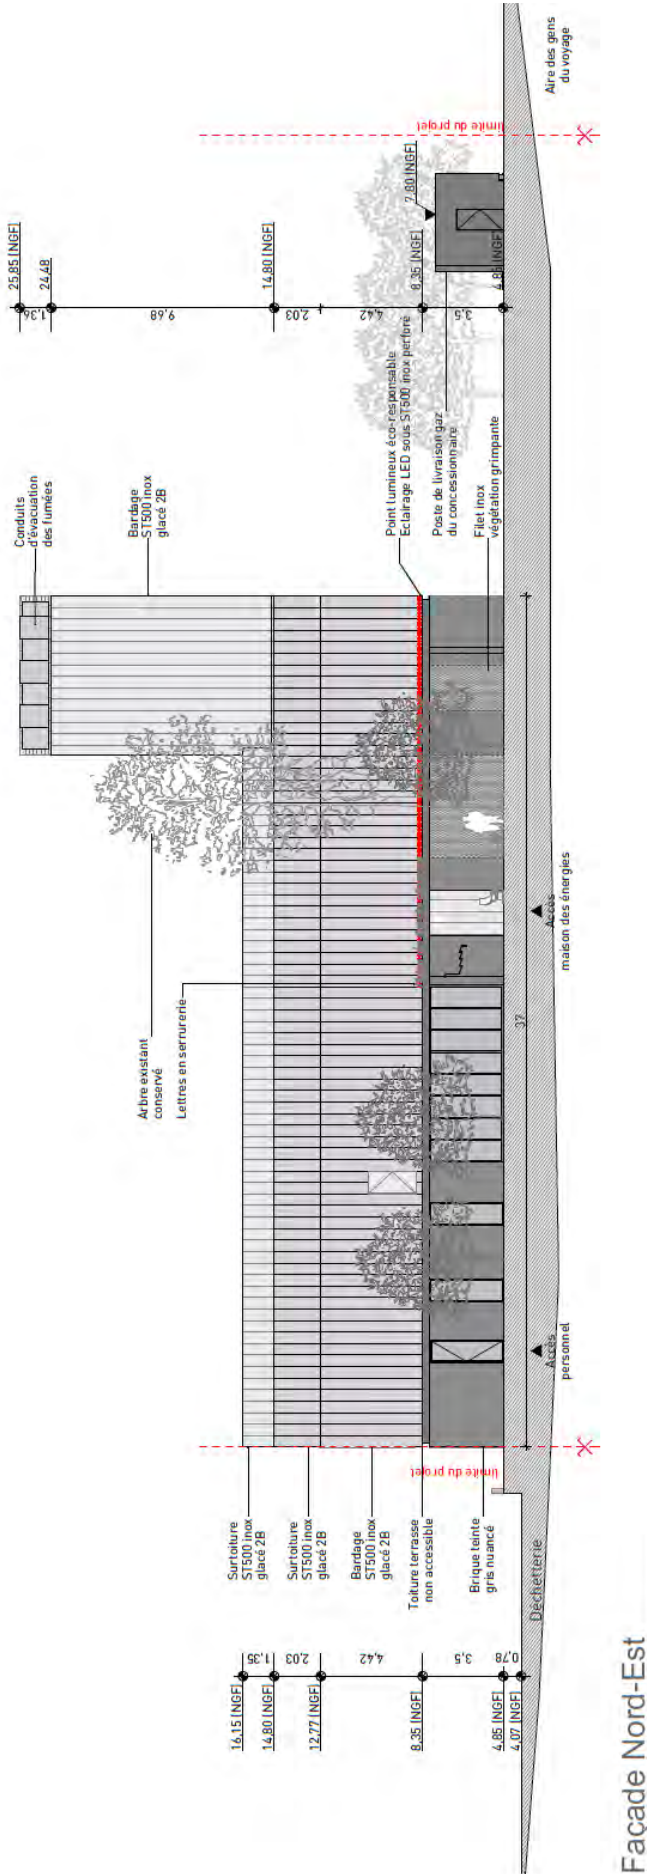 25,85 (NGF)
24,48
14,80 (NGF)
8,35 (NGF)
4,85 (NGF)
1,36
9,68
2,03
4,42
3,5
7,80 (NGF)
limite du projet
Aire des gens
du voyage
Conduits
d'évacuation
des fumées
Bardage
ST500 inox
glacé 2B
Point lumineux éco-responsable
Eclairage LED sous ST500 inox perforé
Poste de livraison gaz
du concessionnaire
Filet inox
végétation grimpante
Arbre existant
conservé
Lettres en serrurerie
Accès
maison des énergies
37
Accès
personnel
limite du projet
Surtoiture
ST500 inox
glacé 2B
Surtoiture
ST500 inox
glacé 2B
Bardage
ST500 inox
glacé 2B
Toiture terrasse
non accessible
Brique teinte
gris nuancé
Déchetterie
16,15 (NGF)
14,80 (NGF)
12,77 (NGF)
8,35 (NGF)
4,85 (NGF)
4,07 (NGF)
1,35
2,03
4,42
3,5
0,78
Façade Nord-Est